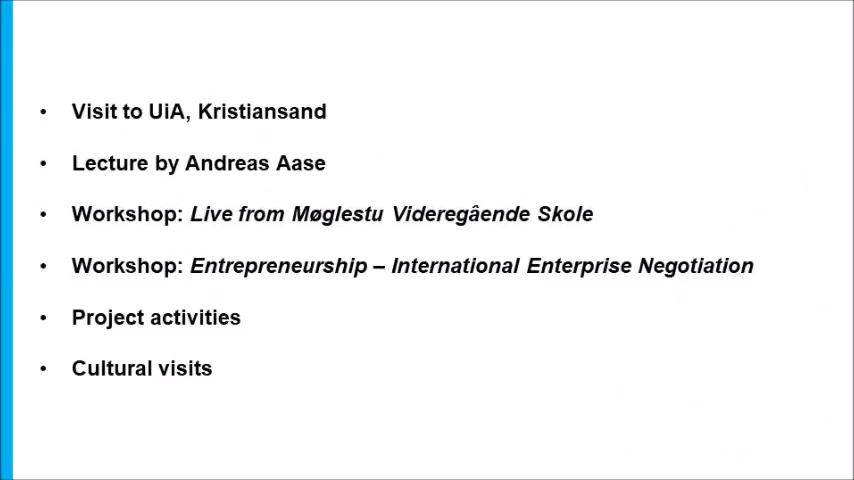 • Visit to UiA, Kristiansand
• Lecture by Andreas Aase
• Workshop: Live from Møglestu Videregâende Skole
• Workshop: Entrepreneurship – International Enterprise Negotiation
• Project activities
• Cultural visits